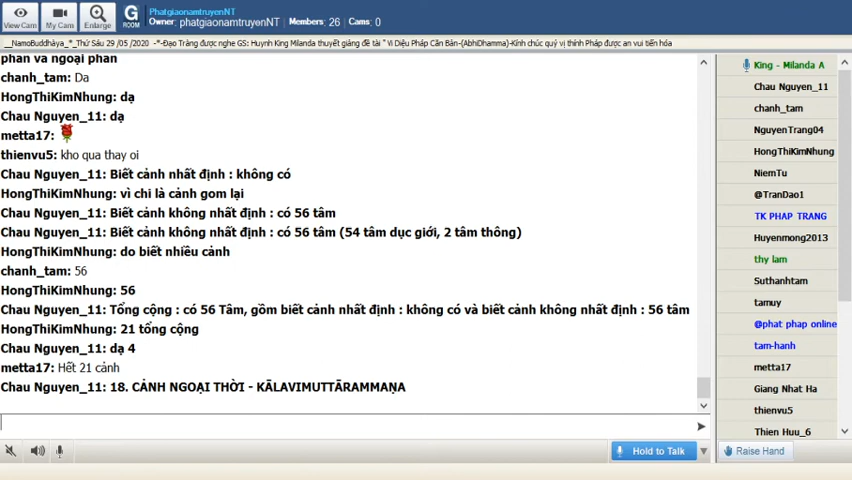 View Cam
My Cam
Enlarge
G
ROOM
PhatgiaonamtruyenNT
Owner: phatgiaonamtruyenNT Members: 26 Cams: 0
__NamoBuddhàya_*_Thứ Sáu 29 /05 /2020 -*-Đạo Tràng được nghe GS: Huynh King Milanda thuyết giảng đề tài " Vi Diệu Pháp Căn Bản-(AbhiDhamma)-Kính chúc quý vị thính Pháp được an vui tiến hóa
phần và ngoại phần
chanh_tam: Da
HongThiKimNhung: dạ
Chau Nguyen_11: dạ
metta17:
thienvu5: kho qua thay oi
Chau Nguyen_11: Biết cảnh nhất định : không có
HongThiKimNhung: vì chi là cảnh gom lại
Chau Nguyen_11: Biết cảnh không nhất định : có 56 tâm
Chau Nguyen_11: Biết cảnh không nhất định : có 56 tâm (54 tâm dục giới, 2 tâm thông)
HongThiKimNhung: do biết nhiều cảnh
chanh_tam: 56
HongThiKimNhung: 56
Chau Nguyen_11: Tổng cộng : có 56 Tâm, gồm biết cảnh nhất định : không có và biết cảnh không nhất định : 56 tâm
HongThiKimNhung: 21 tổng cộng
Chau Nguyen_11: dạ 4
metta17: Hết 21 cảnh
Chau Nguyen_11: 18. CẢNH NGOẠI THỜI - KĀLAVIMUTTĀRAMMAṆA
King - Milanda A
Chau Nguyen_11
chanh_tam
NguyenTrang04
HongThiKimNhung
NiemTu
@TranDao1
TK PHAP TRANG
Huyenmong2013
thy lam
Suthanhtam
tamuy
@phat phap online
tam-hanh
metta17
Giang Nhat Ha
thienvu5
Thien Huu_6
Hold to Talk
Raise Hand